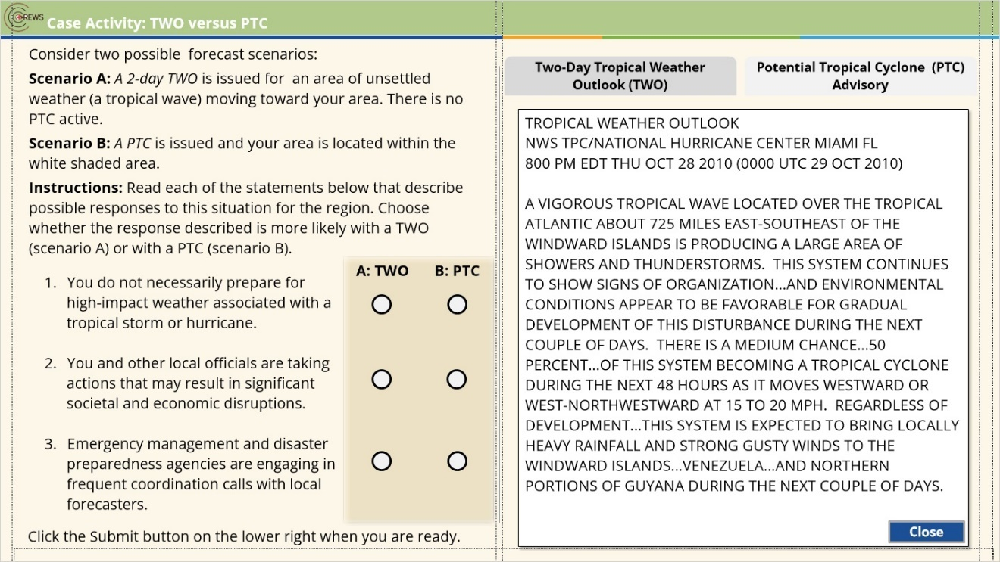 CREWS
Case Activity: TWO versus PTC
Consider two possible  forecast scenarios:
Scenario A: A 2-day TWO is issued for  an area of unsettled
weather (a tropical wave) moving toward your area. There is no
PTC active.
Scenario B: A PTC is issued and your area is located within the
white shaded area.
Instructions: Read each of the statements below that describe
possible responses to this situation for the region. Choose
whether the response described is more likely with a TWO
(scenario A) or with a PTC (scenario B).
A: TWO B: PTC
1. You do not necessarily prepare for
high-impact weather associated with a
tropical storm or hurricane.
2. You and other local officials are taking
actions that may result in significant
societal and economic disruptions.
3. Emergency management and disaster
preparedness agencies are engaging in
frequent coordination calls with local
forecasters.
Click the Submit button on the lower right when you are ready.
Two-Day Tropical Weather
Outlook (TWO)
Potential Tropical Cyclone  (PTC)
Advisory
TROPICAL WEATHER OUTLOOK
NWS TPC/NATIONAL HURRICANE CENTER MIAMI FL
800 PM EDT THU OCT 28 2010 (0000 UTC 29 OCT 2010)
A VIGOROUS TROPICAL WAVE LOCATED OVER THE TROPICAL
ATLANTIC ABOUT 725 MILES EAST-SOUTHEAST OF THE
WINDWARD ISLANDS IS PRODUCING A LARGE AREA OF
SHOWERS AND THUNDERSTORMS.  THIS SYSTEM CONTINUES
TO SHOW SIGNS OF ORGANIZATION...AND ENVIRONMENTAL
CONDITIONS APPEAR TO BE FAVORABLE FOR GRADUAL
DEVELOPMENT OF THIS DISTURBANCE DURING THE NEXT
COUPLE OF DAYS.  THERE IS A MEDIUM CHANCE...50
PERCENT...OF THIS SYSTEM BECOMING A TROPICAL CYCLONE
DURING THE NEXT 48 HOURS AS IT MOVES WESTWARD OR
WEST-NORTHWESTWARD AT 15 TO 20 MPH.  REGARDLESS OF
DEVELOPMENT...THIS SYSTEM IS EXPECTED TO BRING LOCALLY
HEAVY RAINFALL AND STRONG GUSTY WINDS TO THE
WINDWARD ISLANDS...VENEZUELA...AND NORTHERN
PORTIONS OF GUYANA DURING THE NEXT COUPLE OF DAYS.
Close